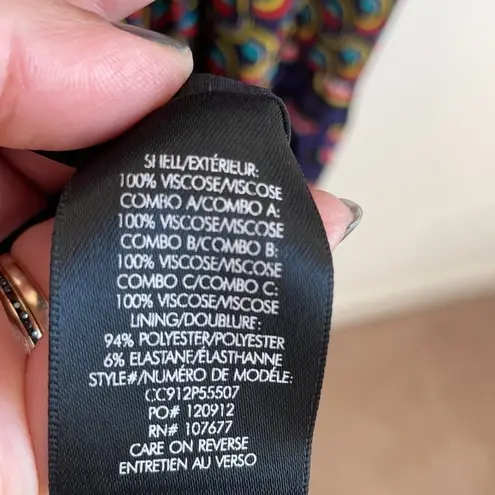 SHELL/EXTÉRIEUR:
100% VISCOSE/VISCOSE
COMBO A/COMBO A:
100% VISCOSE/VISCOSE
COMBO B/COMBO B:
100% VISCOSE/VISCOSE
COMBO C/COMBO C:
100% VISCOSE/VISCOSE
LINING/DOUBLURE:
94% POLYESTER/POLYESTER
6% ELASTANE/ÉLASTHANNE
STYLE#/NUMÉRO DE MODÈLE:
CC912P55507
PO# 120912
RN# 107677
CARE ON REVERSE
ENTRETIEN AU VERSO